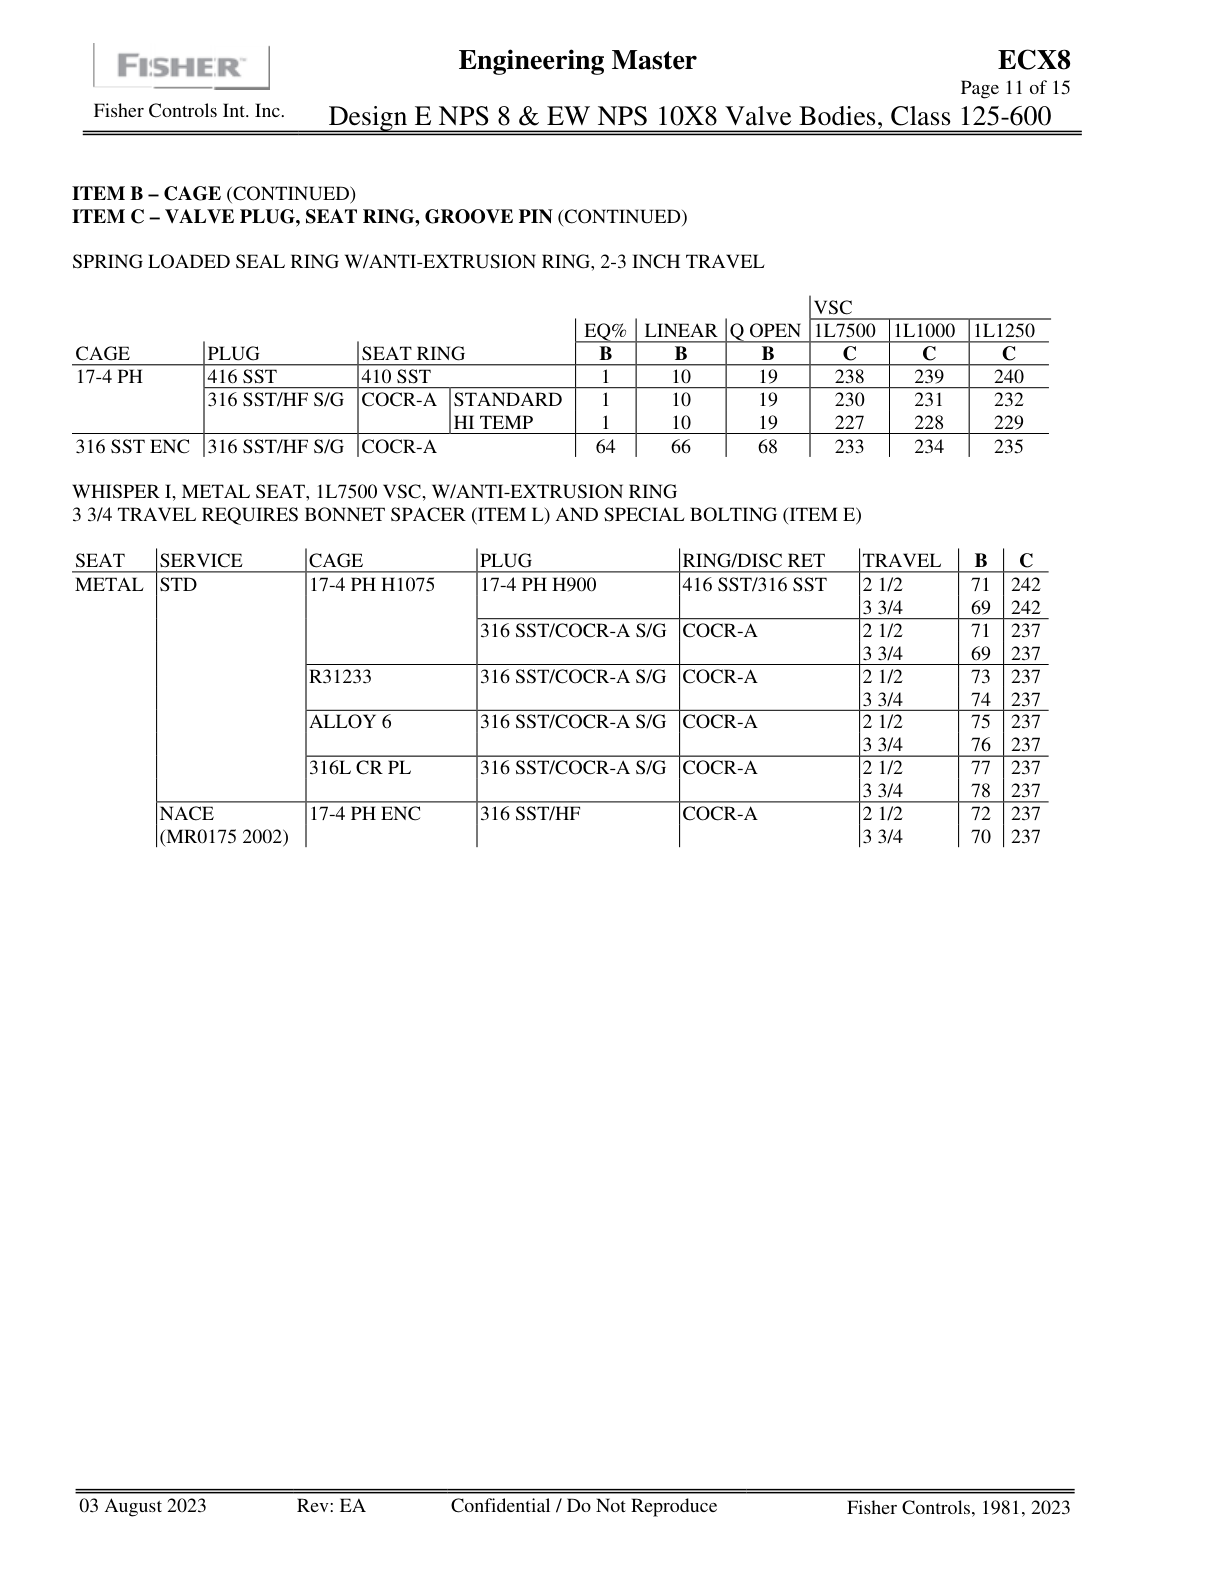 FISHER™
Engineering Master
ECX8
Page 11 of 15
Fisher Controls Int. Inc.
Design E NPS 8 & EW NPS 10X8 Valve Bodies, Class 125-600
ITEM B – CAGE (CONTINUED)
ITEM C – VALVE PLUG, SEAT RING, GROOVE PIN (CONTINUED)
SPRING LOADED SEAL RING W/ANTI-EXTRUSION RING, 2-3 INCH TRAVEL
VSC
EQ% LINEAR Q OPEN 1L7500 1L1000 1L1250
CAGE PLUG SEAT RING B B B C C C
17-4 PH 416 SST 410 SST 1 10 19 238 239 240
316 SST/HF S/G COCR-A STANDARD 1 10 19 230 231 232
HI TEMP 1 10 19 227 228 229
316 SST ENC 316 SST/HF S/G COCR-A 64 66 68 233 234 235
WHISPER I, METAL SEAT, 1L7500 VSC, W/ANTI-EXTRUSION RING
3 3/4 TRAVEL REQUIRES BONNET SPACER (ITEM L) AND SPECIAL BOLTING (ITEM E)
SEAT SERVICE CAGE PLUG RING/DISC RET TRAVEL B C
METAL STD 17-4 PH H1075 17-4 PH H900 416 SST/316 SST 2 1/2 71 242
3 3/4 69 242
316 SST/COCR-A S/G COCR-A 2 1/2 71 237
3 3/4 69 237
R31233 316 SST/COCR-A S/G COCR-A 2 1/2 73 237
3 3/4 74 237
ALLOY 6 316 SST/COCR-A S/G COCR-A 2 1/2 75 237
3 3/4 76 237
316L CR PL 316 SST/COCR-A S/G COCR-A 2 1/2 77 237
3 3/4 78 237
NACE 17-4 PH ENC 316 SST/HF COCR-A 2 1/2 72 237
(MR0175 2002) 3 3/4 70 237
03 August 2023 Rev: EA Confidential / Do Not Reproduce Fisher Controls, 1981, 2023